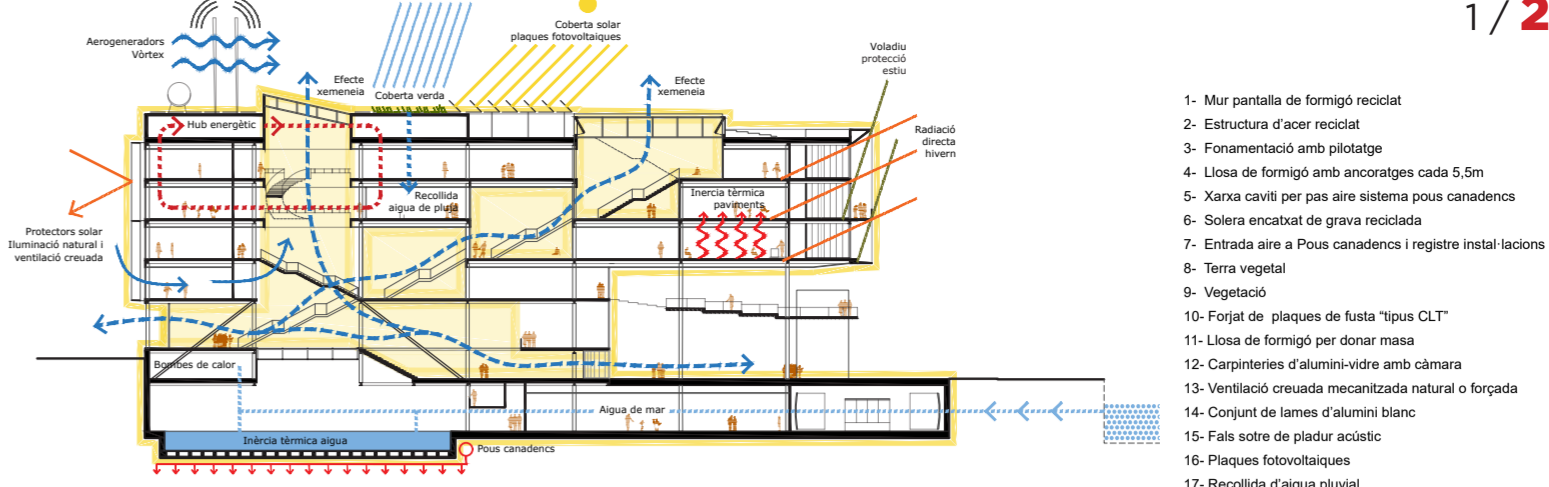 1 / 2
Aerogeneradors
Vòrtex
Coberta solar
plaques fotovoltaiques
Voladiu
protecció
estiu
Efecte
xemeneia
Coberta verda
Efecte
xemeneia
Hub energètic
Radiació
directa
hivern
Recollida
aigua de pluja
Inercia tèrmica
paviments
Protectors solar
Iluminació natural i
ventilació creuada
Bombes de calor
Aigua de mar
Inèrcia tèrmica aigua
Pous canadencs
1- Mur pantalla de formigó reciclat
2- Estructura d'acer reciclat
3- Fonamentació amb pilotatge
4- Llosa de formigó amb ancoratges cada 5,5m
5- Xarxa caviti per pas aire sistema pous canadencs
6- Solera encatxat de grava reciclada
7- Entrada aire a Pous canadencs i registre instal·lacions
8- Terra vegetal
9- Vegetació
10- Forjat de plaques de fusta "tipus CLT"
11- Llosa de formigó per donar masa
12- Carpinteries d'alumini-vidre amb càmara
13- Ventilació creuada mecanitzada natural o forçada
14- Conjunt de lames d'alumini blanc
15- Fals sotre de pladur acústic
16- Plaques fotovoltaiques
17- Recollida d'aigua pluvial